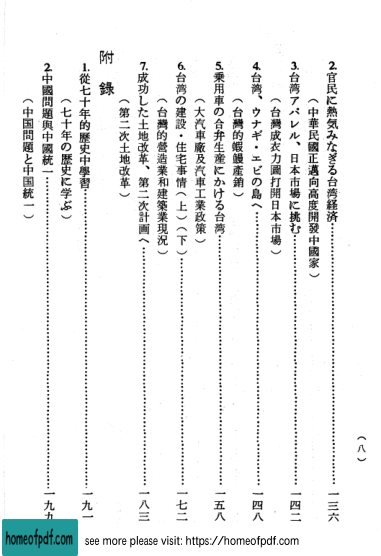 2.官民に熱気みなぎる台湾経済……一三六
（中華民國正邁向高度開發中國家）
3.台湾アパレル、日本市場に挑む……一四二
（台灣成衣力圖打開日本市場）
4.台湾、ウナギ・エビの島へ……一四八
（台灣的鰻蝦產銷）
5.乗用車の合弁生産にかける台湾……一五八
（大汽車廠及汽車工業政策）
6.台湾の建設・住宅事情（上）（下）……一七二
（台灣的營造業和建築業現況）
7.成功した土地改革、第二次計画へ……一八三
（第二次土地改革）
附錄
1.從七十年的歷史中學習……一九一
（七十年の歴史に学ぶ）
2.中國問題與中國統一……一九九
（中国問題と中国統一）
（八）
homeofpdf.com
see more please visit: https://homeofpdf.com